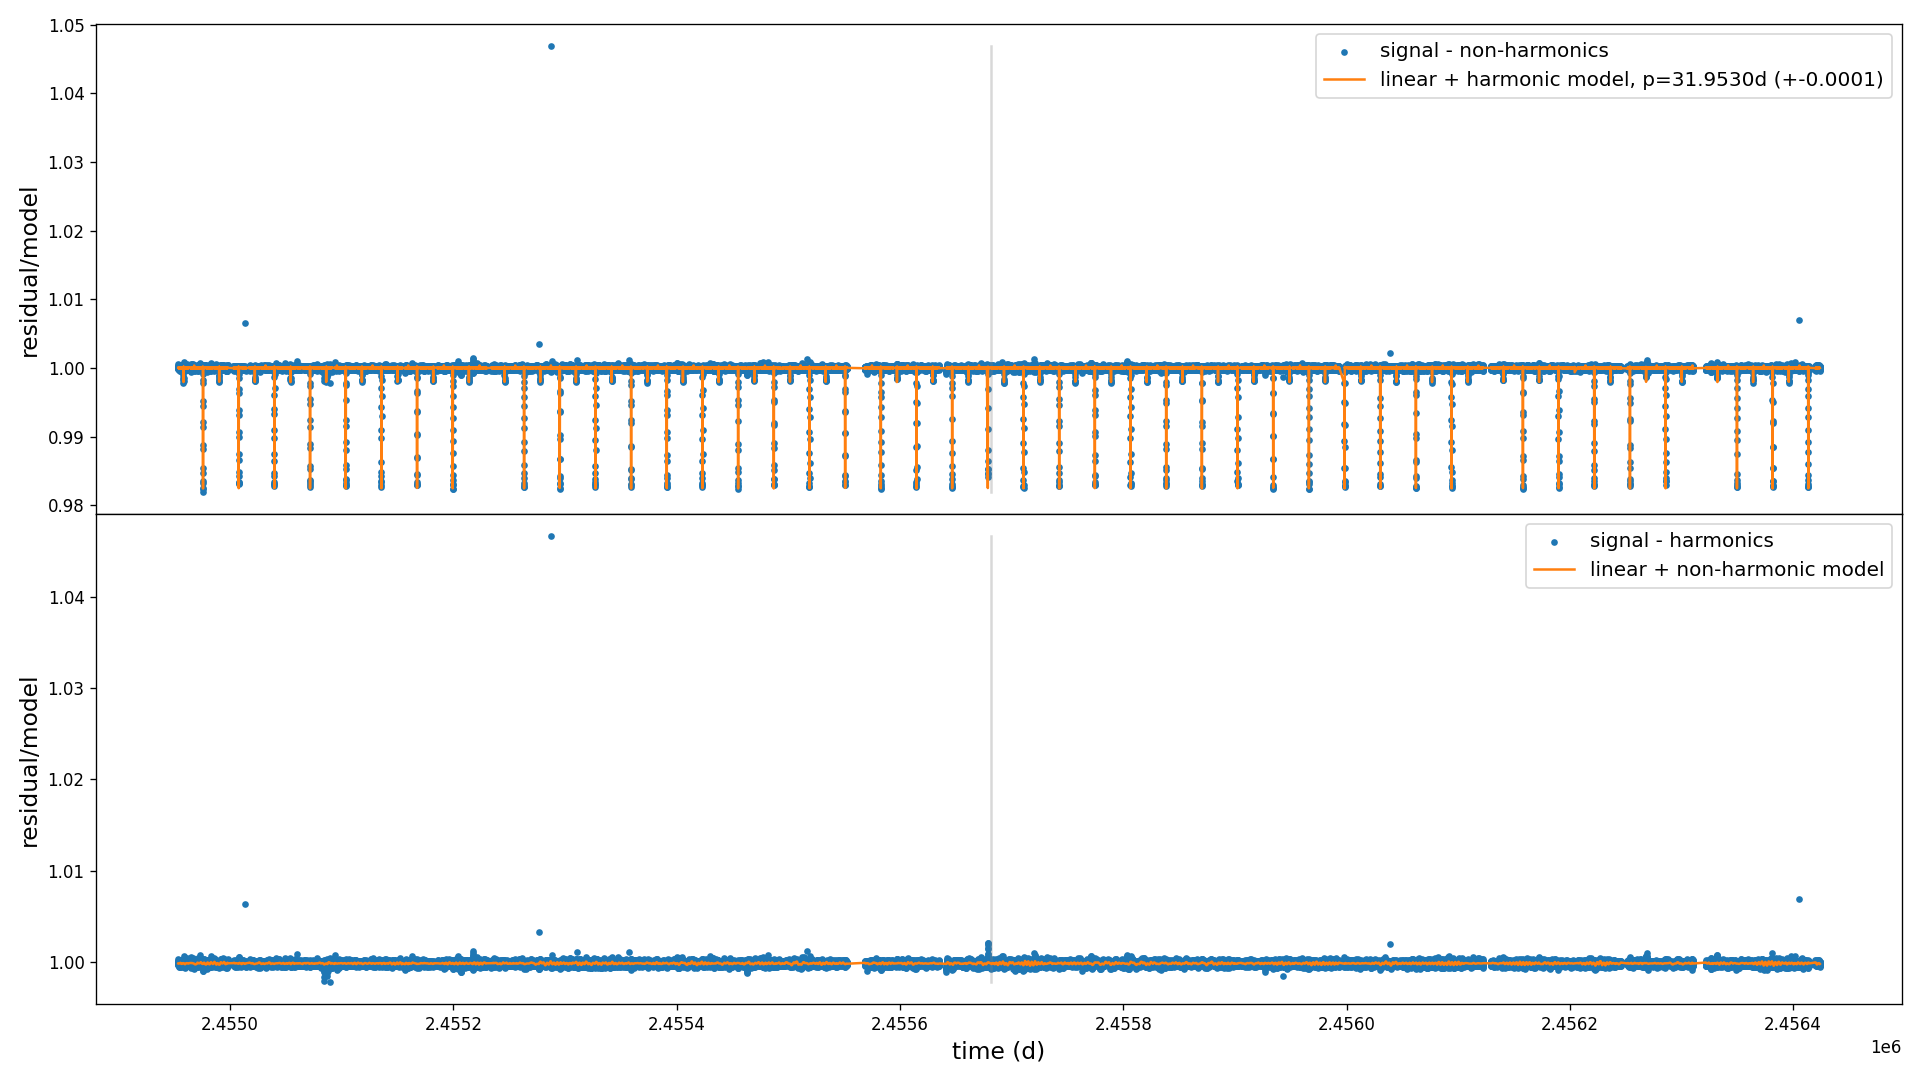 1.05
1.04
1.03
1.02
1.01
1.00
0.99
0.98
residual/model
signal - non-harmonics
linear + harmonic model, p=31.9530d (+-0.0001)
1.04
1.03
1.02
1.01
1.00
residual/model
signal - harmonics
linear + non-harmonic model
2.4550 2.4552 2.4554 2.4556 2.4558 2.4560 2.4562 2.4564
time (d)
1e6